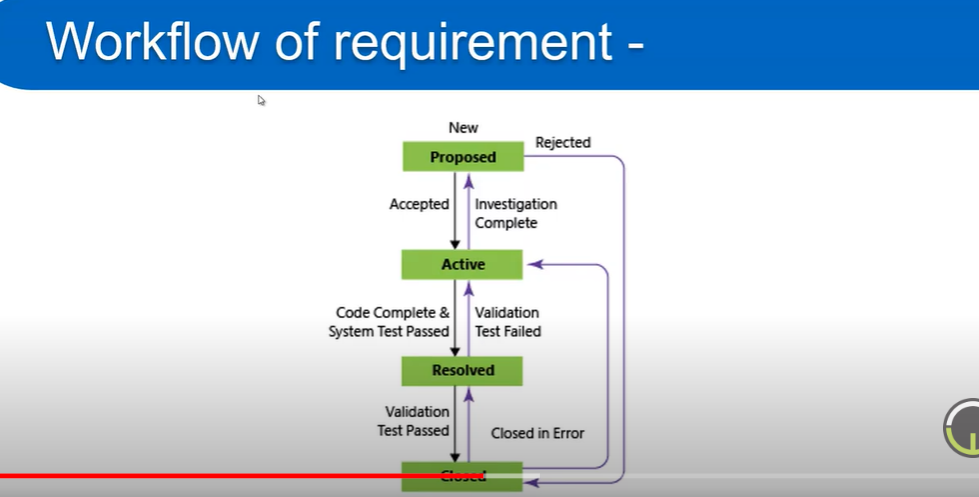 Workflow of requirement -
New
Proposed
Rejected
Accepted
Investigation
Complete
Active
Code Complete &
System Test Passed
Validation
Test Failed
Resolved
Validation
Test Passed
Closed in Error
Closed